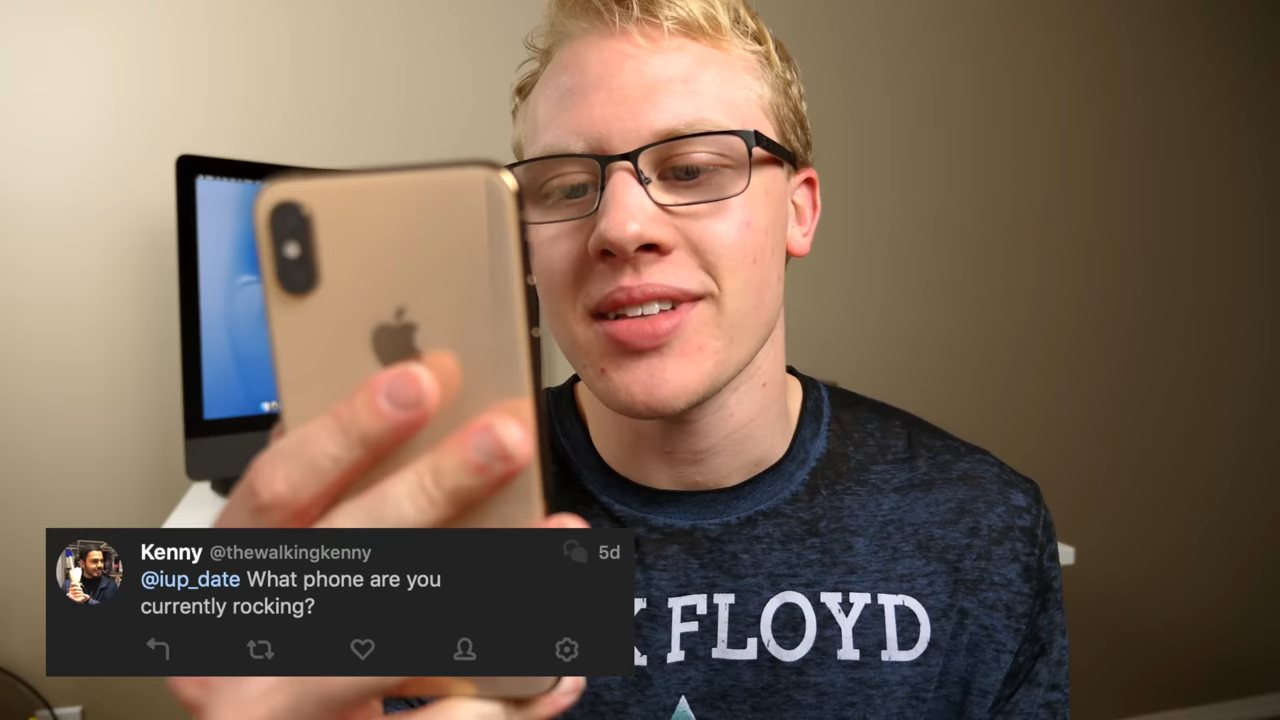 Kenny @thewalkingkenny 5d
@iup_date What phone are you
currently rocking?
FLOYD